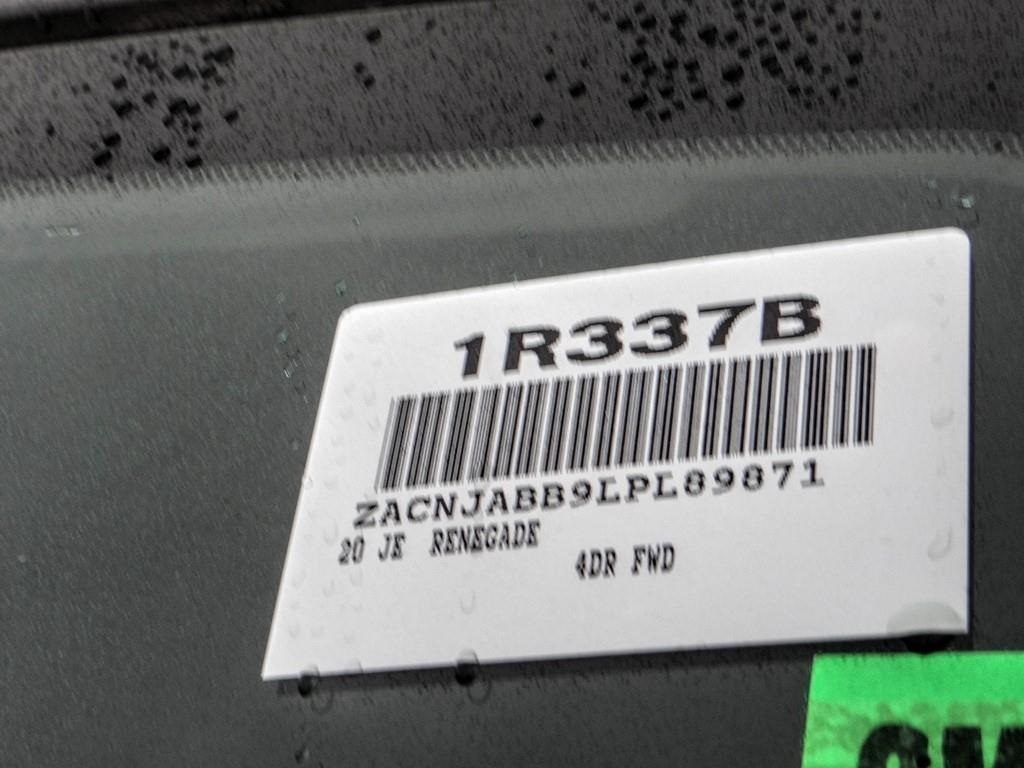 1R337B
ZACNJABB9LPL89871
20 JE RENEGADE
4DR FWD